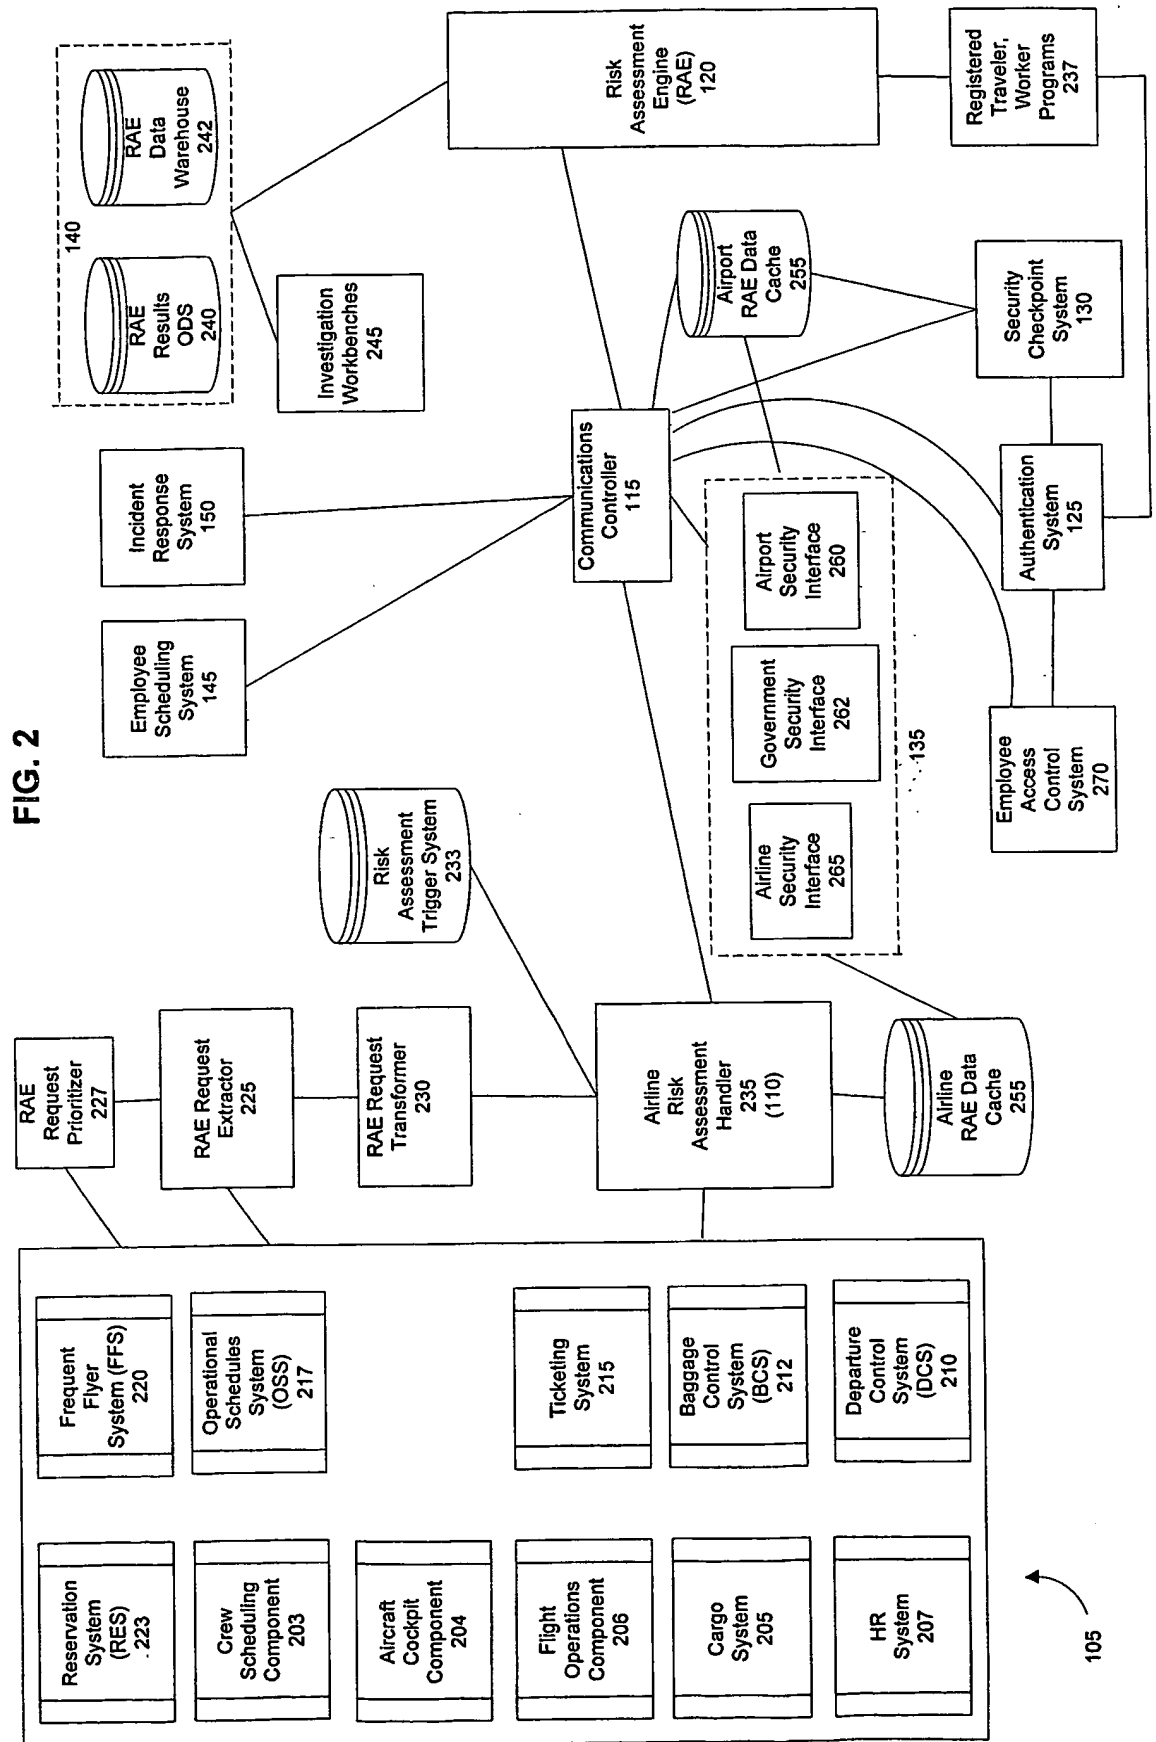 FIG. 2
Reservation
System
(RES)
223
Crew
Scheduling
Component
203
Aircraft
Cockpit
Component
204
Flight
Operations
Component
206
Cargo
System
205
HR
System
207
105
Frequent
Flyer
System (FFS)
220
Operational
Schedules
System
(OSS)
217
Ticketing
System
215
Baggage
Control
System
(BCS)
212
Departure
Control
System
(DCS)
210
RAE
Request
Prioritizer
227
RAE Request
Extractor
225
RAE Request
Transformer
230
Airline
Risk
Assessment
Handler
235
(110)
Airline
RAE Data
Cache
255
Risk
Assessment
Trigger System
233
Employee
Scheduling
System
145
Incident
Response
System
150
Communications
Controller
115
Airline
Security
Interface
265
Government
Security
Interface
262
Airport
Security
Interface
260
135
Employee
Access
Control
System
270
Authentication
System
125
Security
Checkpoint
System
130
Airport
RAE Data
Cache
255
Investigation
Workbenches
245
RAE
Results
ODS
240
140
RAE
Data
Warehouse
242
Risk
Assessment
Engine
(RAE)
120
Registered
Traveler,
Worker
Programs
237